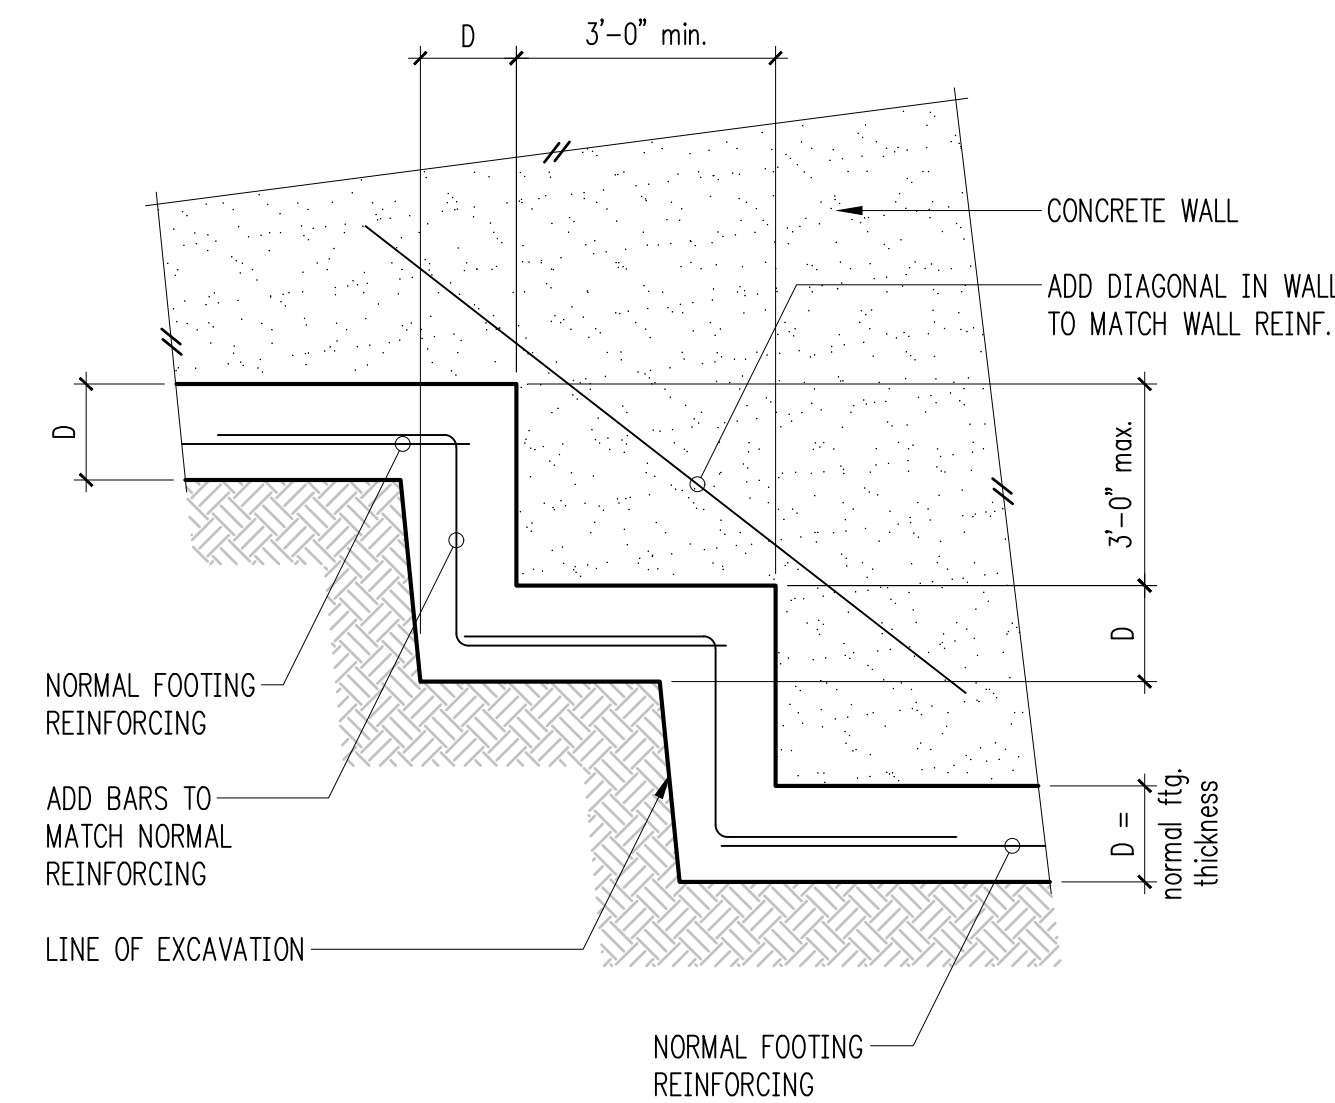 D
3'-0" min.
CONCRETE WALL
ADD DIAGONAL IN WALL
TO MATCH WALL REINF.
D
3'-0" max.
D
NORMAL FOOTING
REINFORCING
ADD BARS TO
MATCH NORMAL
REINFORCING
D =
normal ftg.
thickness
LINE OF EXCAVATION
NORMAL FOOTING
REINFORCING